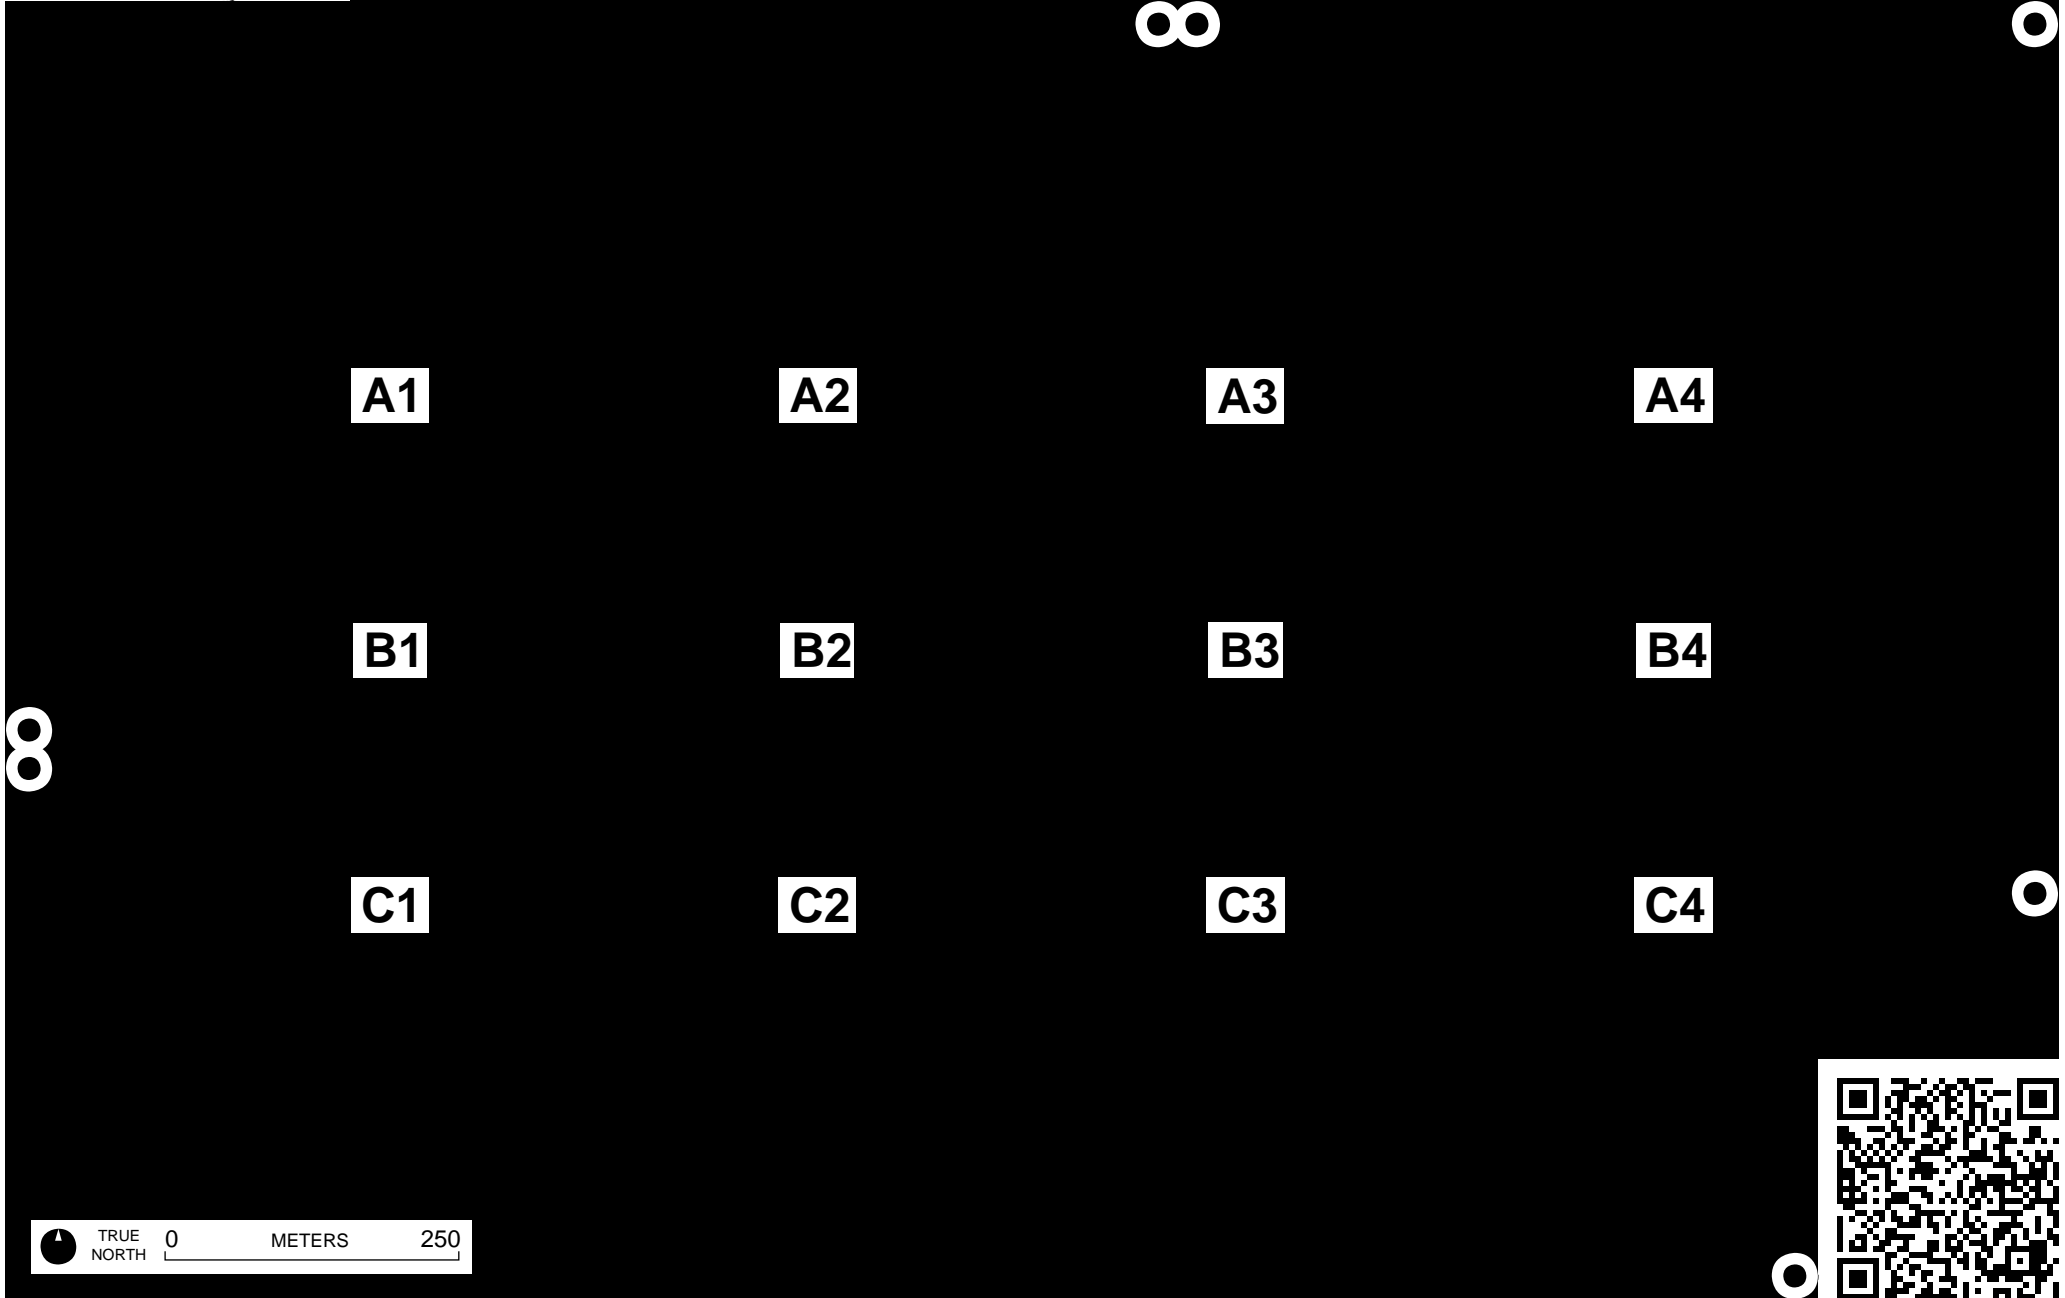 A1 A2 A3 A4
B1 B2 B3 B4
C1 C2 C3 C4
TRUE NORTH
0 METERS 250